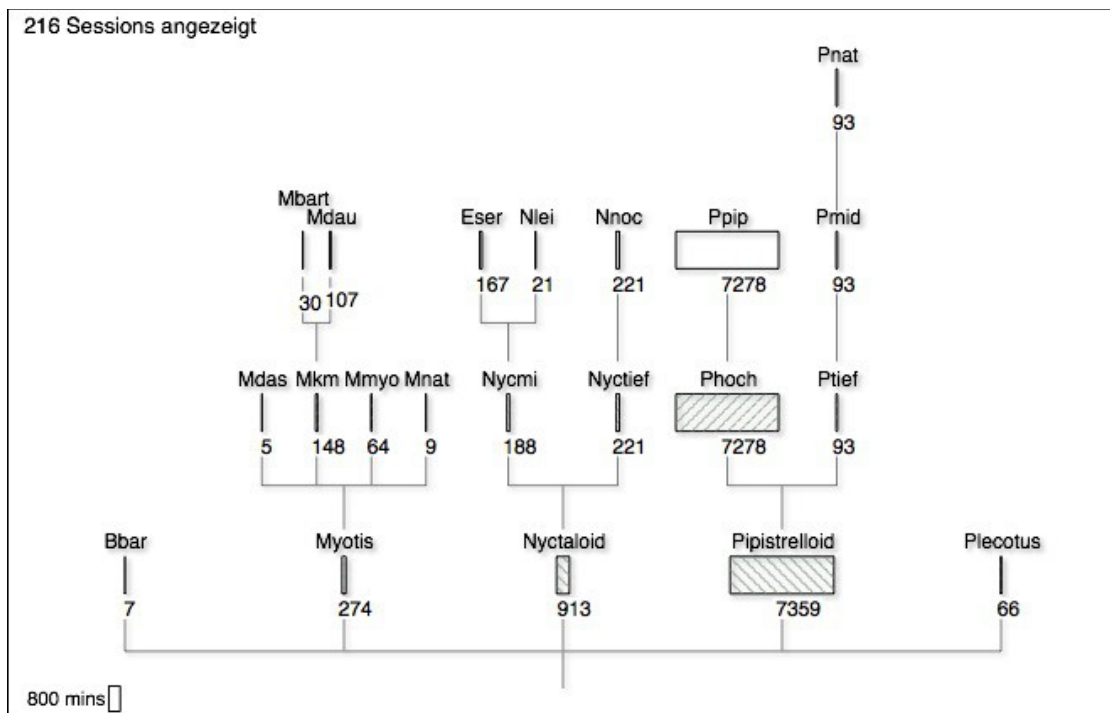 216 Sessions angezeigt
Pnat
93
Mbart
Mdau
Eser Nlei Nnoc Ppip Pmid
30 107 167 21 221 7278 93
Mdas Mkm Mmyo Mnat Nycmi Nyctief Phoch Ptief
5 148 64 9 188 221 7278 93
Bbar Myotis Nyctaloid Pipistrelloid Plecotus
7 274 913 7359 66
800 mins